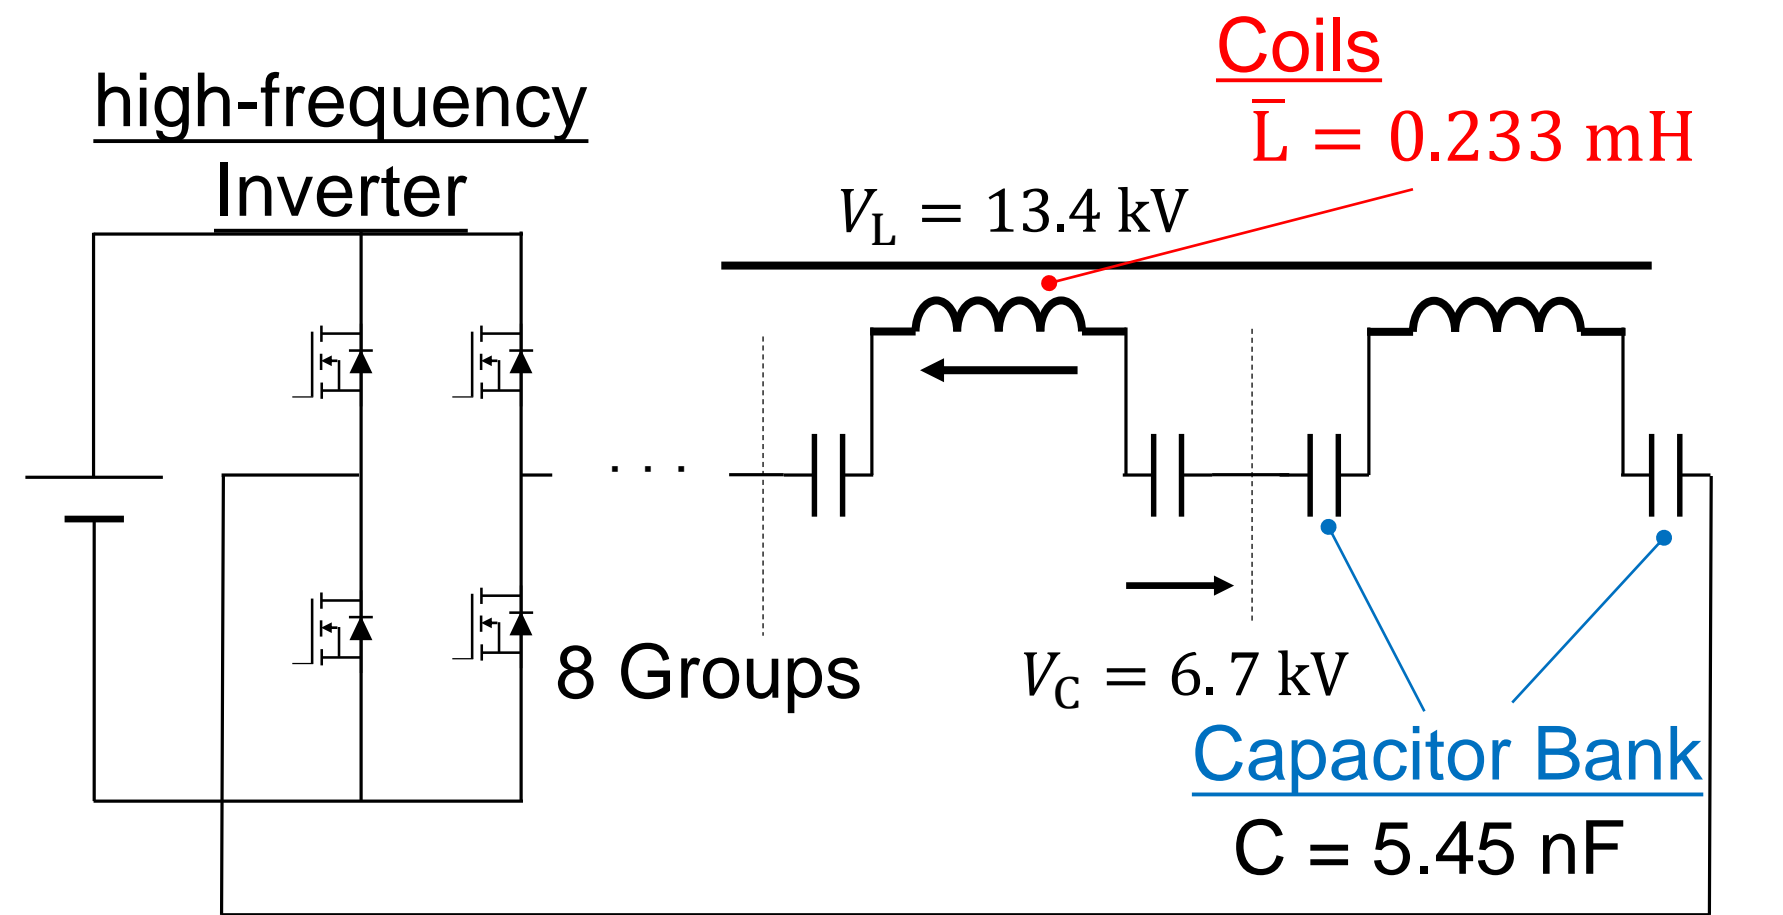 Coils
L̅ = 0.233 mH
high-frequency
Inverter
V_L = 13.4 kV
· · ·
8 Groups
V_C = 6.7 kV
Capacitor Bank
C = 5.45 nF